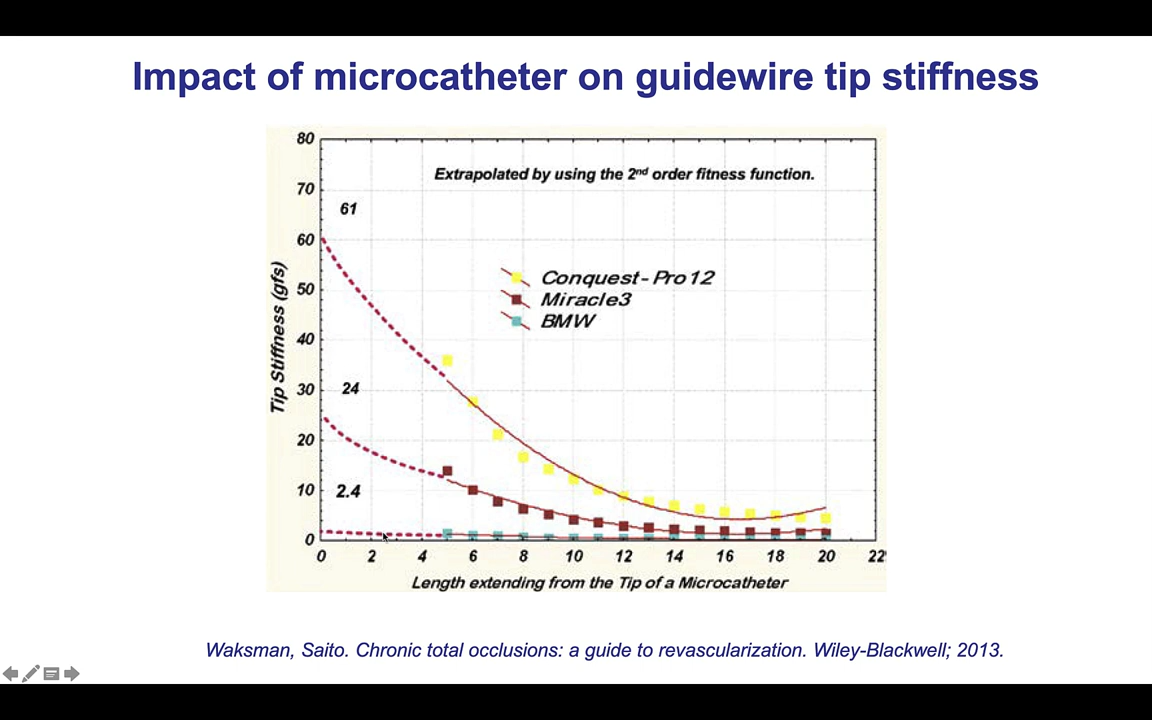 Impact of microcatheter on guidewire tip stiffness
80
Extrapolated by using the 2nd order fitness function.
70
61
60
Conquest-Pro12
50
Miracle3
BMW
Tip Stiffness (gfs)
40
24
30
20
2.4
10
0
0 2 4 6 8 10 12 14 16 18 20 22
Length extending from the Tip of a Microcatheter
Waksman, Saito. Chronic total occlusions: a guide to revascularization. Wiley-Blackwell; 2013.